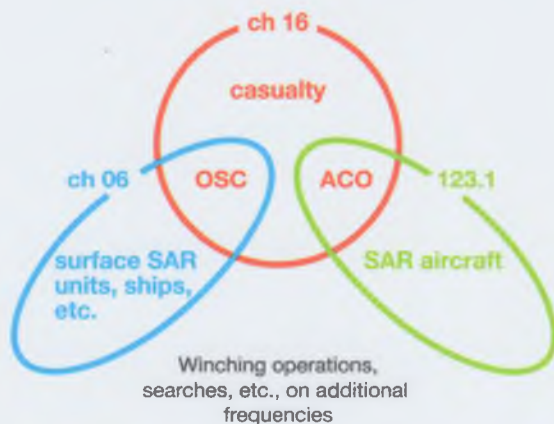 ch 16
casualty
ch 06
OSC
ACO
123.1
surface SAR
units, ships,
etc.
SAR aircraft
Winching operations,
searches, etc., on additional
frequencies